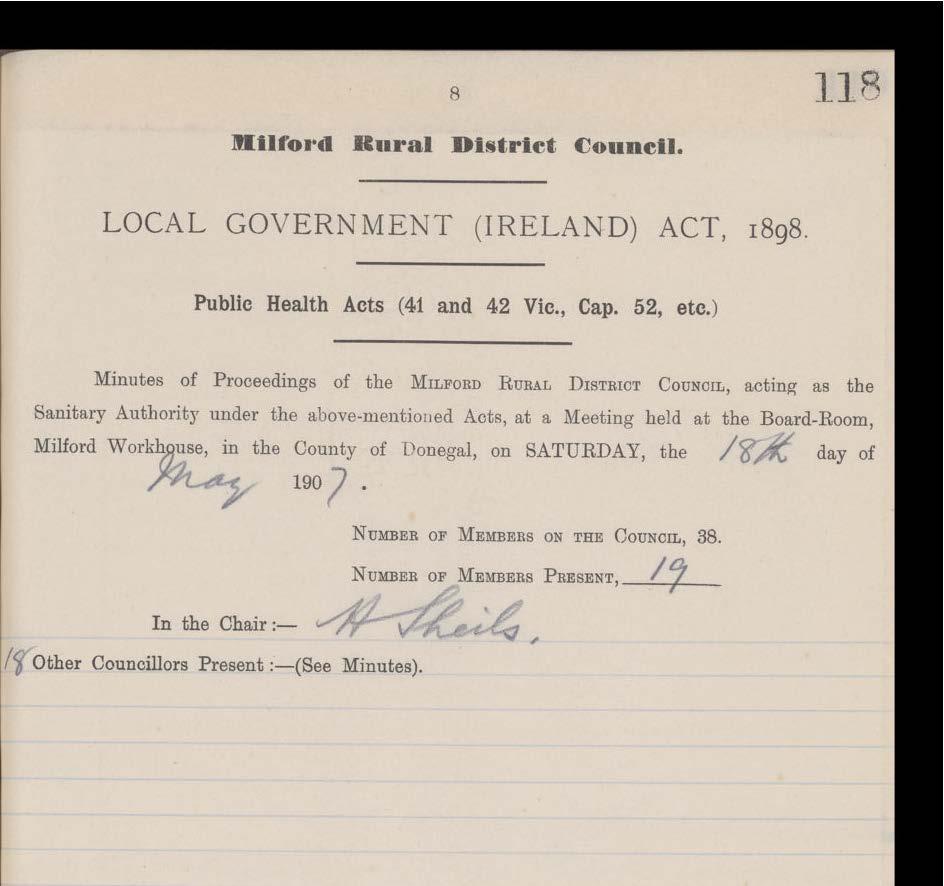 8
118
Milford Rural District Council.
LOCAL GOVERNMENT (IRELAND) ACT, 1898.
Public Health Acts (41 and 42 Vic., Cap. 52, etc.)
Minutes of Proceedings of the MILFORD RURAL DISTRICT COUNCIL, acting as the
Sanitary Authority under the above-mentioned Acts, at a Meeting held at the Board-Room,
Milford Workhouse, in the County of Donegal, on SATURDAY, the 18th day of
May 1907.
NUMBER OF MEMBERS ON THE COUNCIL, 38.
NUMBER OF MEMBERS PRESENT, 19
In the Chair:— H Sheils.
18 Other Councillors Present:—(See Minutes).